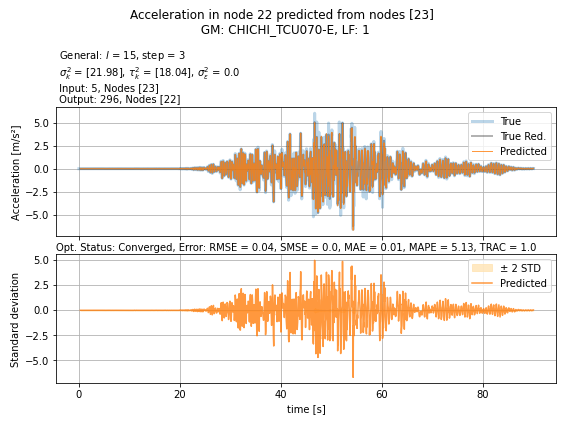 Acceleration in node 22 predicted from nodes [23]
GM: CHICHI_TCU070-E, LF: 1
General: l = 15, step = 3
σ²ₖ = [21.98], τ²ₖ = [18.04], σ²ε = 0.0
Input: 5, Nodes [23]
Output: 296, Nodes [22]
Acceleration [m/s²]
5.0
2.5
0.0
−2.5
−5.0
True
True Red.
Predicted
Opt. Status: Converged, Error: RMSE = 0.04, SMSE = 0.0, MAE = 0.01, MAPE = 5.13, TRAC = 1.0
Standard deviation
5.0
2.5
0.0
−2.5
−5.0
± 2 STD
Predicted
0 20 40 60 80
time [s]